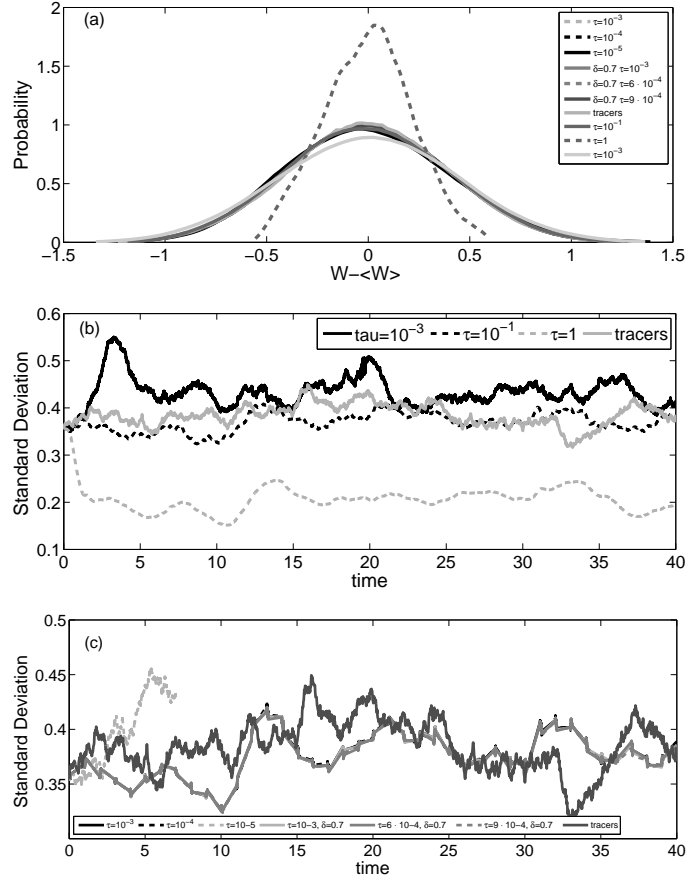 (a)
2
1.5
1
0.5
0
Probability
−1.5 −1 −0.5 0 0.5 1 1.5
W−<W>
τ=10−3
τ=10−4
τ=10−5
δ=0.7 τ=10−3
δ=0.7 τ=6 · 10−4
δ=0.7 τ=9 · 10−4
tracers
τ=10−1
τ=1
τ=10−3
(b)
0.6
0.5
0.4
0.3
0.2
0.1
Standard Deviation
tau=10−3 τ=10−1 τ=1 tracers
0 5 10 15 20 25 30 35 40
time
(c)
0.5
0.45
0.4
0.35
Standard Deviation
τ=10−3 τ=10−4 τ=10−5 τ=10−3, δ=0.7 τ=6 · 10−4, δ=0.7 τ=9 · 10−4, δ=0.7 tracers
0 5 10 15 20 25 30 35 40
time